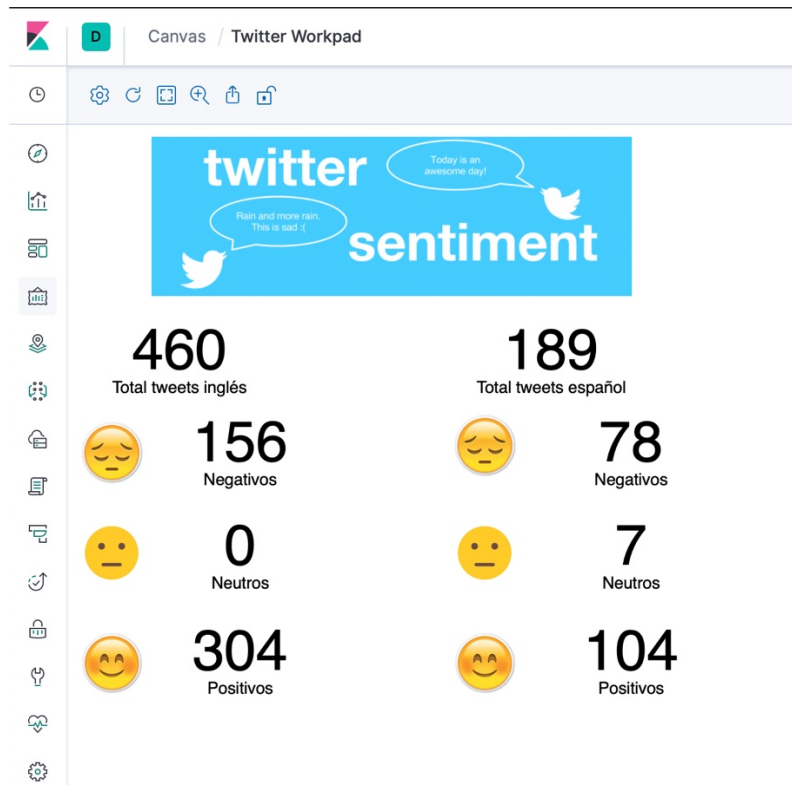 D
Canvas / Twitter Workpad
twitter
Today is an
awesome day!
Rain and more rain.
This is sad :(
sentiment
460
Total tweets inglés
189
Total tweets español
156
Negativos
78
Negativos
0
Neutros
7
Neutros
304
Positivos
104
Positivos